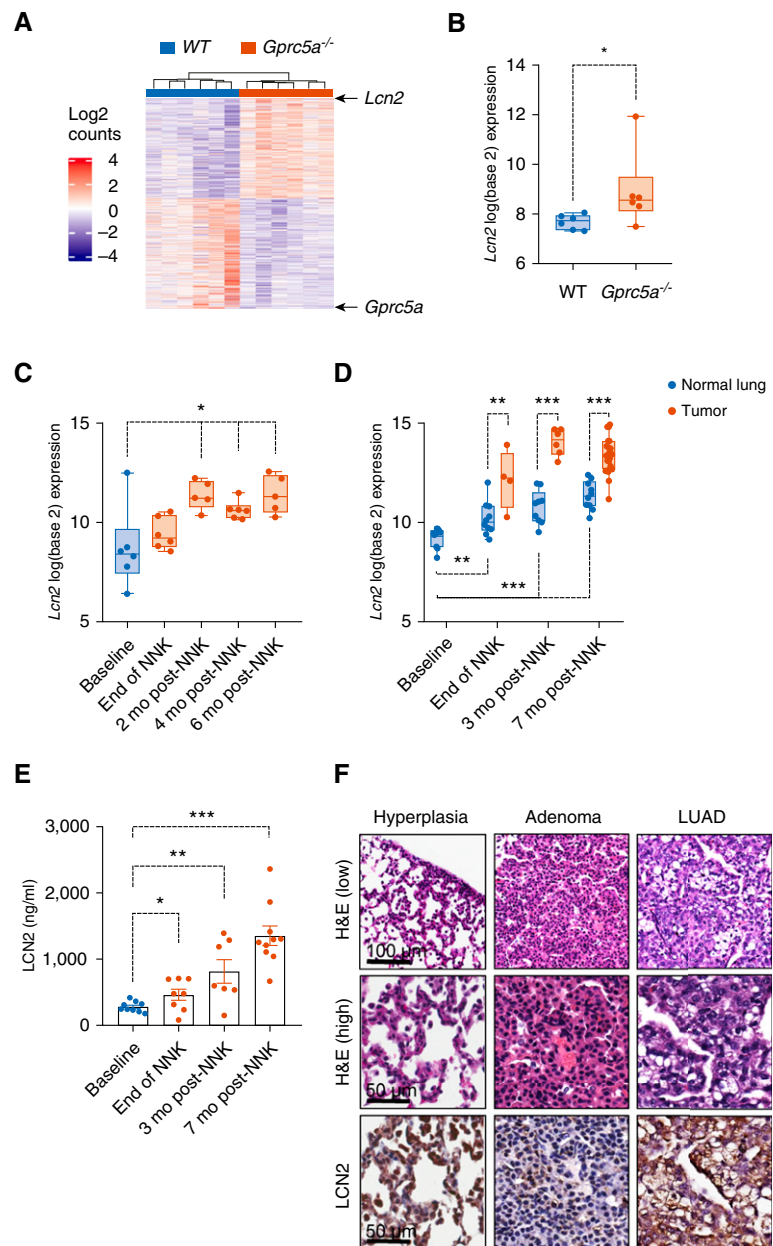 A
WT
Gprc5a-/-
Lcn2
Log2
counts
4
2
0
−2
−4
Gprc5a
B
*
Lcn2 log(base 2) expression
14
12
10
8
6
WT
Gprc5a-/-
C
*
Lcn2 log(base 2) expression
15
10
5
Baseline
End of NNK
2 mo post-NNK
4 mo post-NNK
6 mo post-NNK
D
Normal lung
Tumor
**
***
***
Lcn2 log(base 2) expression
15
10
5
**
***
Baseline
End of NNK
3 mo post-NNK
7 mo post-NNK
E
***
**
*
LCN2 (ng/ml)
3,000
2,000
1,000
0
Baseline
End of NNK
3 mo post-NNK
7 mo post-NNK
F
Hyperplasia
Adenoma
LUAD
H&E (low)
100 μm
H&E (high)
50 μm
LCN2
50 μm